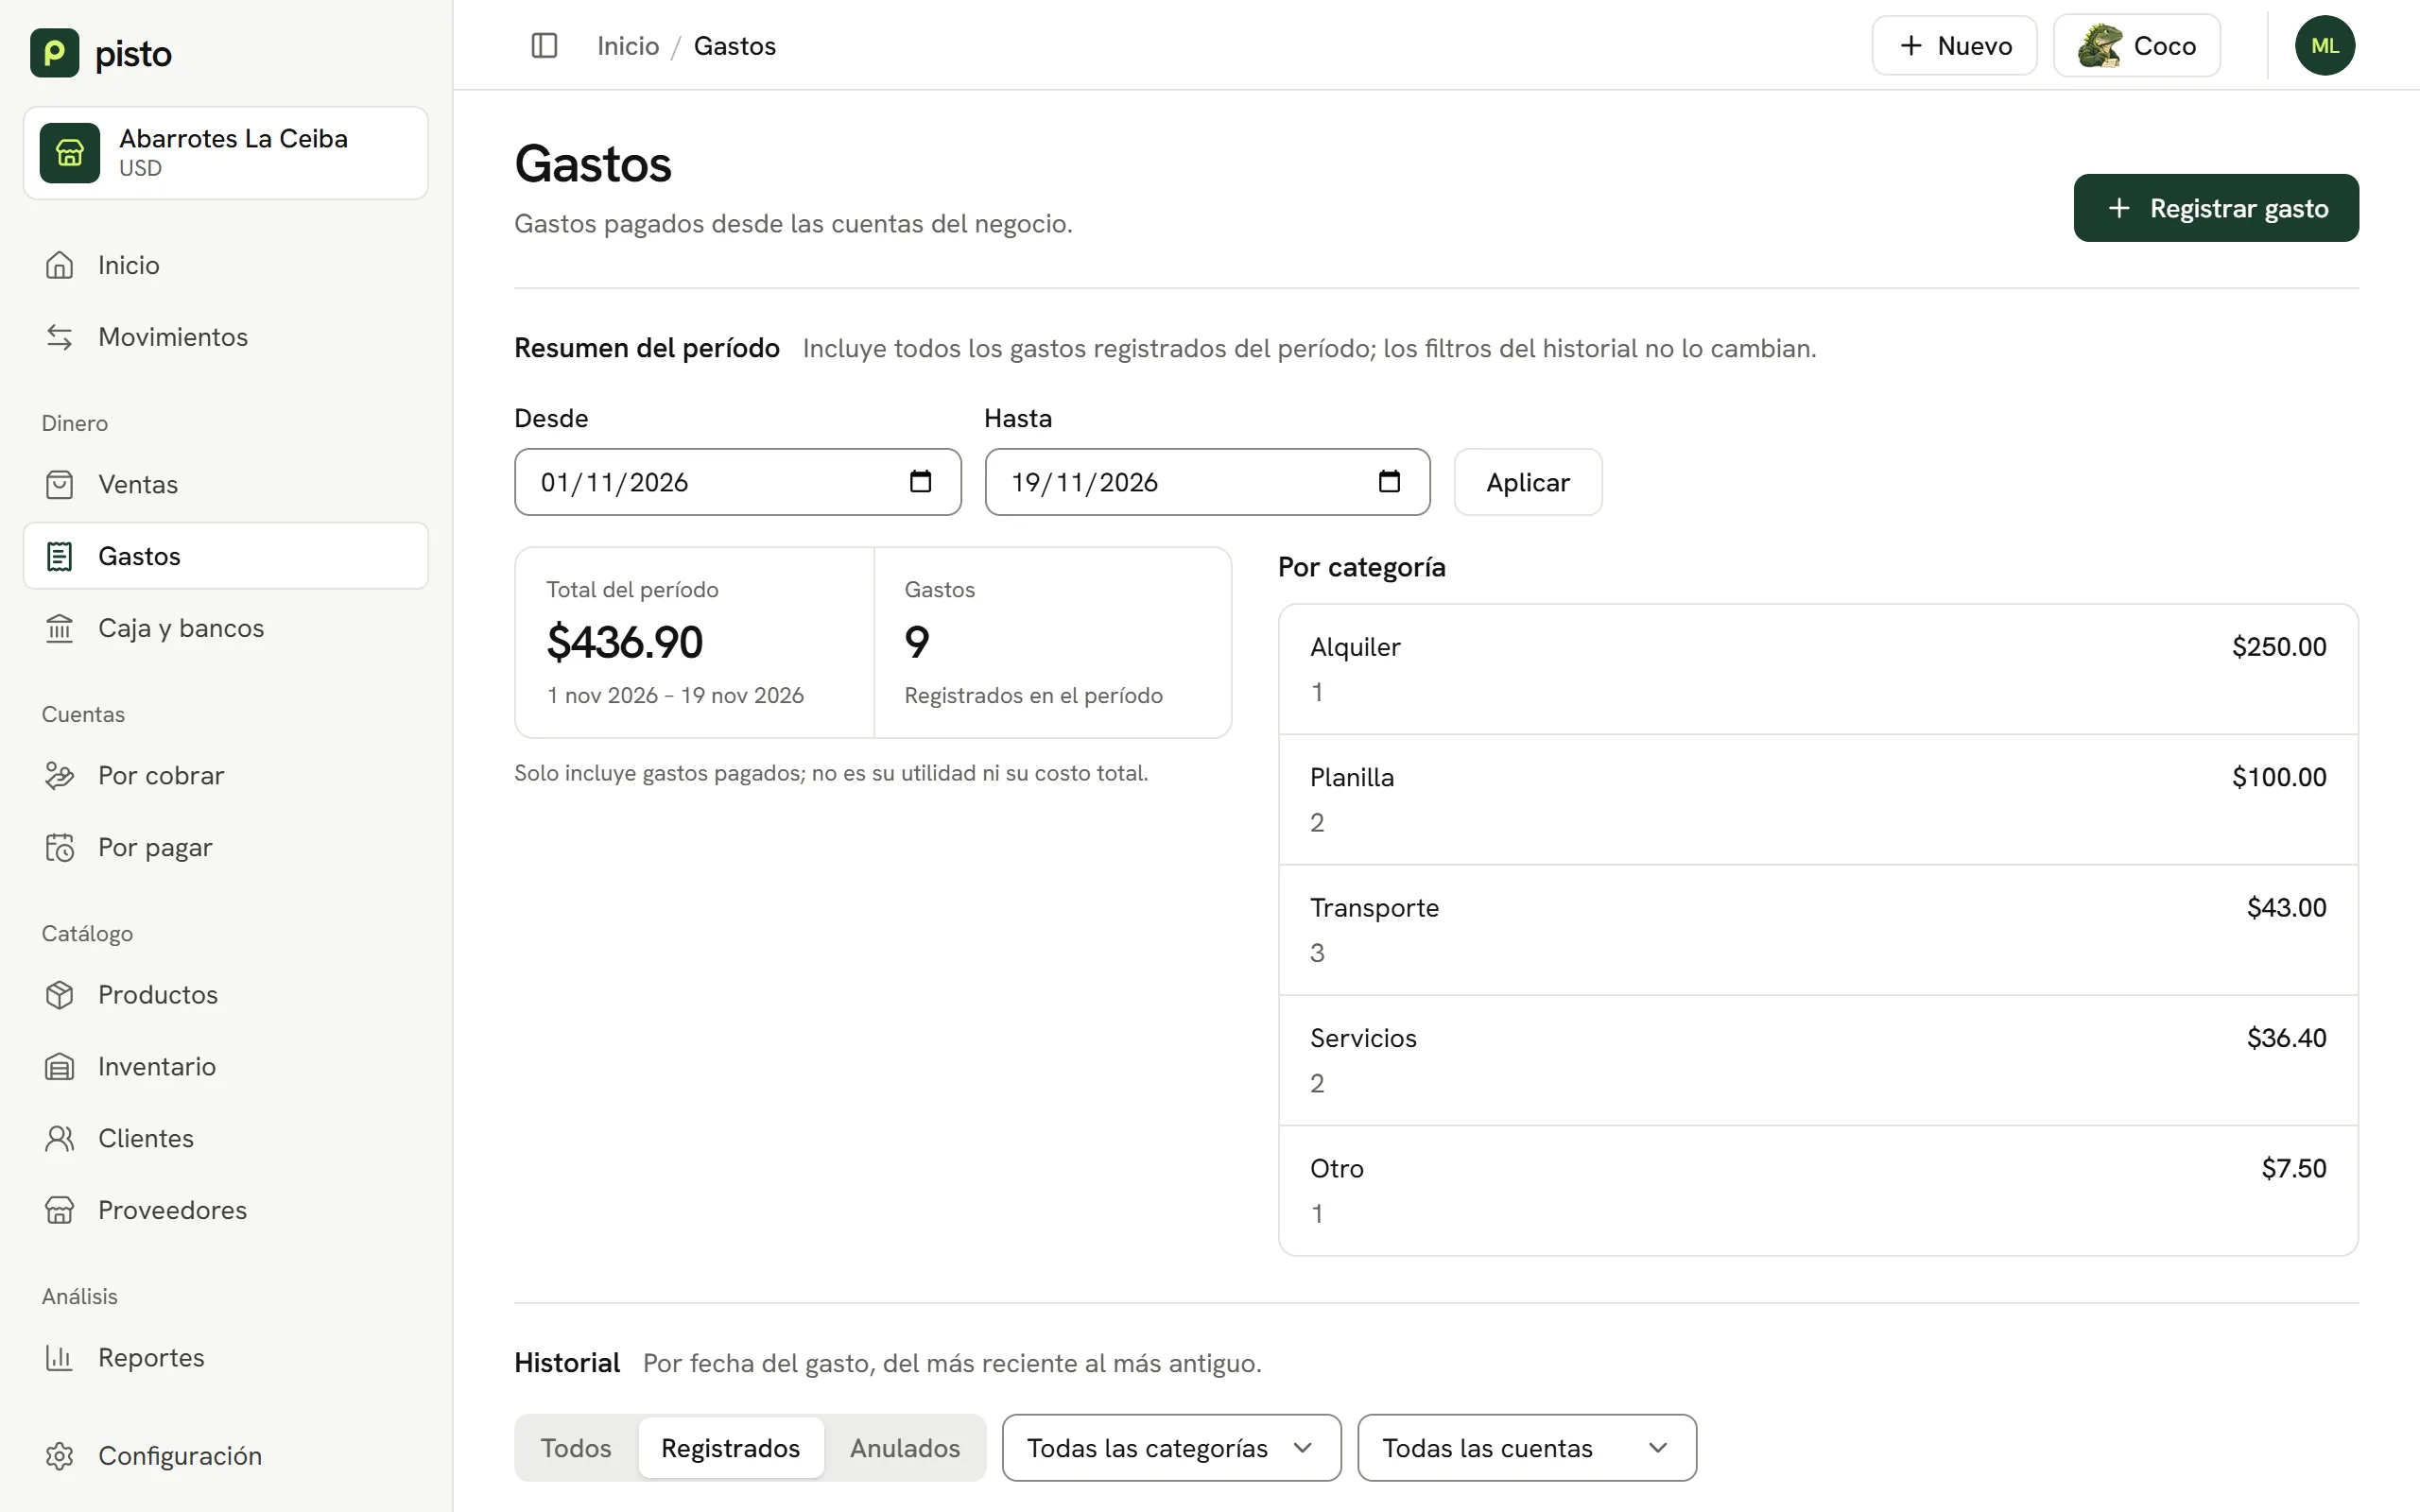 pisto
Abarrotes La Ceiba
USD
Inicio
Movimientos
Dinero
Ventas
Gastos
Caja y bancos
Cuentas
Por cobrar
Por pagar
Catálogo
Productos
Inventario
Clientes
Proveedores
Análisis
Reportes
Configuración
Inicio / Gastos
Nuevo
Coco
ML
Gastos
Gastos pagados desde las cuentas del negocio.
Registrar gasto
Resumen del período Incluye todos los gastos registrados del período; los filtros del historial no lo cambian.
Desde
Hasta
01/11/2026
19/11/2026
Aplicar
Total del período
$436.90
1 nov 2026 – 19 nov 2026
Gastos
9
Registrados en el período
Solo incluye gastos pagados; no es su utilidad ni su costo total.
Por categoría
Alquiler $250.00
1
Planilla $100.00
2
Transporte $43.00
3
Servicios $36.40
2
Otro $7.50
1
Historial Por fecha del gasto, del más reciente al más antiguo.
Todos Registrados Anulados Todas las categorías Todas las cuentas